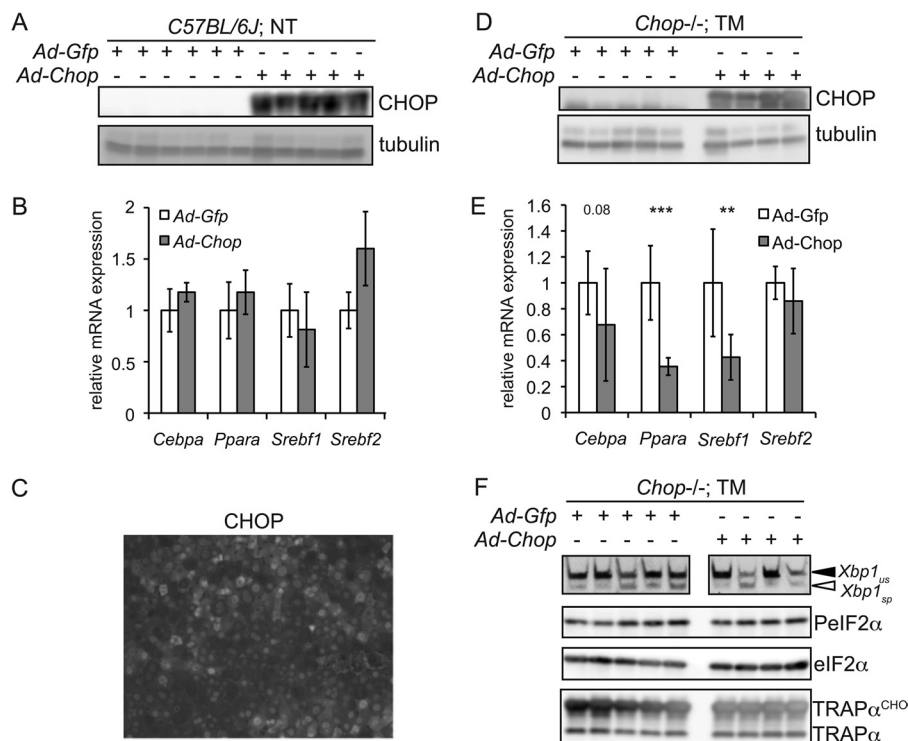 A
C57BL/6J; NT
Ad-Gfp + + + + + + - - - - -
Ad-Chop - - - - - - + + + + +
CHOP
tubulin
B
relative mRNA expression
2
1.5
1
0.5
0
Ad-Gfp
Ad-Chop
Cebpa Ppara Srebf1 Srebf2
C
CHOP
D
Chop-/-; TM
Ad-Gfp + + + + + - - - -
Ad-Chop - - - - - + + + +
CHOP
tubulin
E
relative mRNA expression
1.6
1.4
1.2
1
0.8
0.6
0.4
0.2
0
0.08 *** **
Ad-Gfp
Ad-Chop
Cebpa Ppara Srebf1 Srebf2
F
Chop-/-; TM
Ad-Gfp + + + + + - - - -
Ad-Chop - - - - - + + + +
Xbp1us
Xbp1sp
PeIF2α
eIF2α
TRAPαCHO
TRAPα